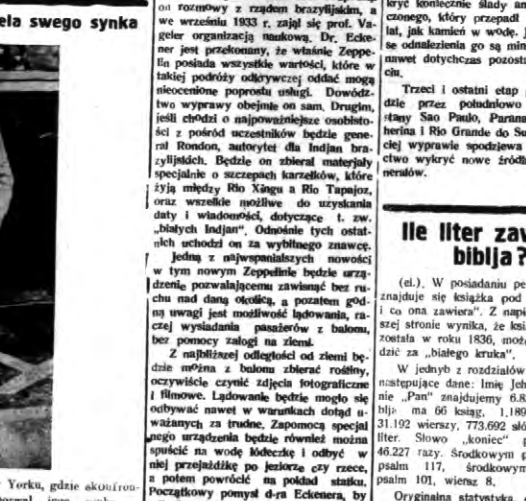 ela swego synka
Yorku, gdzie skonfron-
on rozmowy z rządem brazylijskim, a
we wrześniu 1933 r. zajął się prof. Va-
geler organizacją naukową. Dr. Ecke-
ner jest przekonany, że właśnie Zeppe-
lin posiada wszystkie wartości, które w
takiej podróży odkrywczej oddać mogą
nieocenione poprostu usługi. Dowódz-
two wyprawy obejmie on sam. Drugim,
jeśli chodzi o najpoważniejsze osobisto-
ści z pośród uczestników będzie gene-
rał Rondon, autorytet dla Indjan bra-
zylijskich. Będzie on zbierał materjały
specjalnie o szczepach karzełków, które
żyją między Rio Xingu a Rio Tapajoz,
oraz wszelkie możliwe do uzyskania
daty i wiadomości, dotyczące t. zw.
„białych Indjan". Odnośnie tych ostat-
nich uchodzi on za wybitnego znawcę.
Jedną z najwspanialszych nowości
w tym nowym Zeppelinie będzie urzą-
dzenie pozwalającemu zawisnąć bez ru-
chu nad daną okolicą, a pozatem god-
ną uwagi jest możliwość lądowania, ra-
czej wysiadania pasażerów z balonu,
bez pomocy załogi na ziemi.
Z najbliższej odległości od ziemi bę-
dzie można z balonu zbierać rośliny,
oczywiście czynić zdjęcia fotograficzne
i filmowe. Lądowanie będzie mogło się
odbywać nawet w warunkach dotąd u-
ważanych za trudne. Zapomocą specjal
nego urządzenia będzie również można
spuścić na wodę łódeczkę i odbyć w
niej przejażdżkę po jeziorze czy rzece,
a potem powrócić na pokład statku.
Początkowy pomysł d-ra Eckenera, by
kryć koniecznie ślady
czonego, który przepadł
lat, jak kamień w wodę.
se odnalezienia go są min
nawet dotychczas pozosta
ciu.
Trzeci i ostatni etap
dzie przez południowo
stany Sao Paulo, Parana
herina i Rio Grande do Su
ciej wyprawie spodziewa
ctwo wykryć nowe źródła
nerałów.
Ile liter zaw
biblja?
(el.). W posiadaniu pe
znajduje się książka pod
i co ona zawiera". Z napi
szej stronie wynika, że ksi
została w roku 1836, moż
dzić za „białego kruka".
W jednyb z rozdziałów
następujące dane: Imię Jeh
nie „Pan" znajdujemy 6.8
blja ma 66 ksiąg, 1.189
31.192 wierszy, 773.692 słó
liter. Słowo „koniec"
46.227 razy. Środkowym p
psalm 117, środkowym
psalm 101, wiersz 8.
Oryginalna statystyka